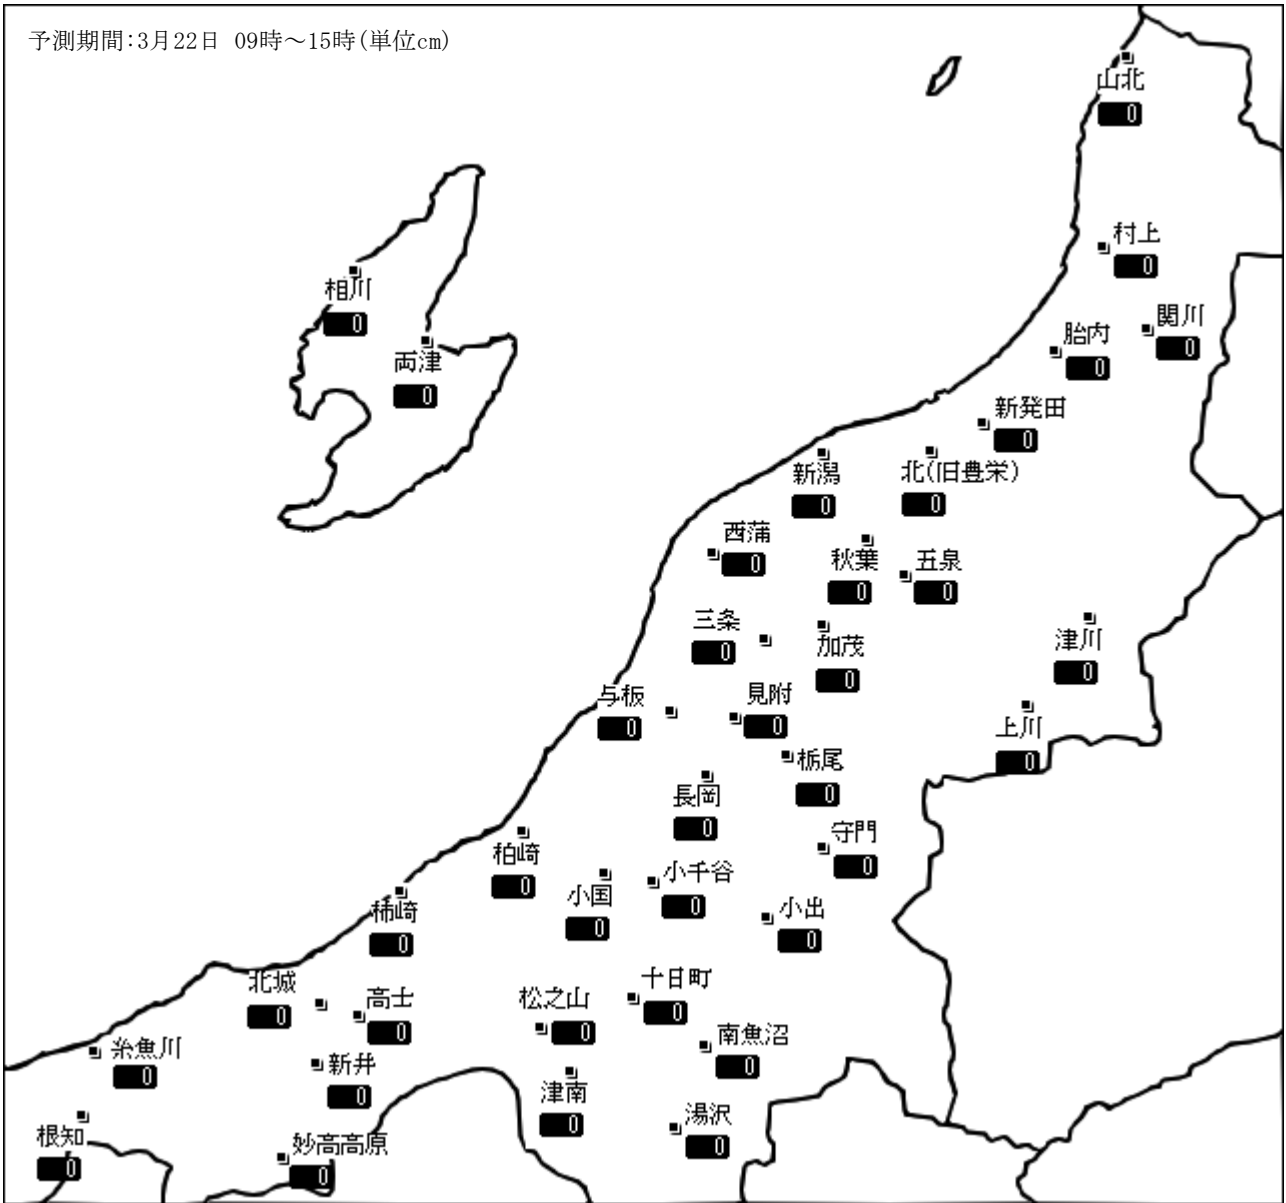 予測期間:3月22日 09時～15時(単位cm)
山北
0
村上
0
相川
0
関川
0
胎内
0
両津
0
新発田
0
新潟
0
北(旧豊栄)
0
西蒲
0
秋葉
0
五泉
0
三条
0
加茂
0
津川
0
与板
0
見附
0
上川
0
栃尾
0
長岡
0
守門
0
柏崎
0
小千谷
0
小国
0
柿崎
0
小出
0
北城
0
高士
0
松之山
0
十日町
0
南魚沼
0
糸魚川
0
新井
0
津南
0
湯沢
0
根知
0
妙高高原
0